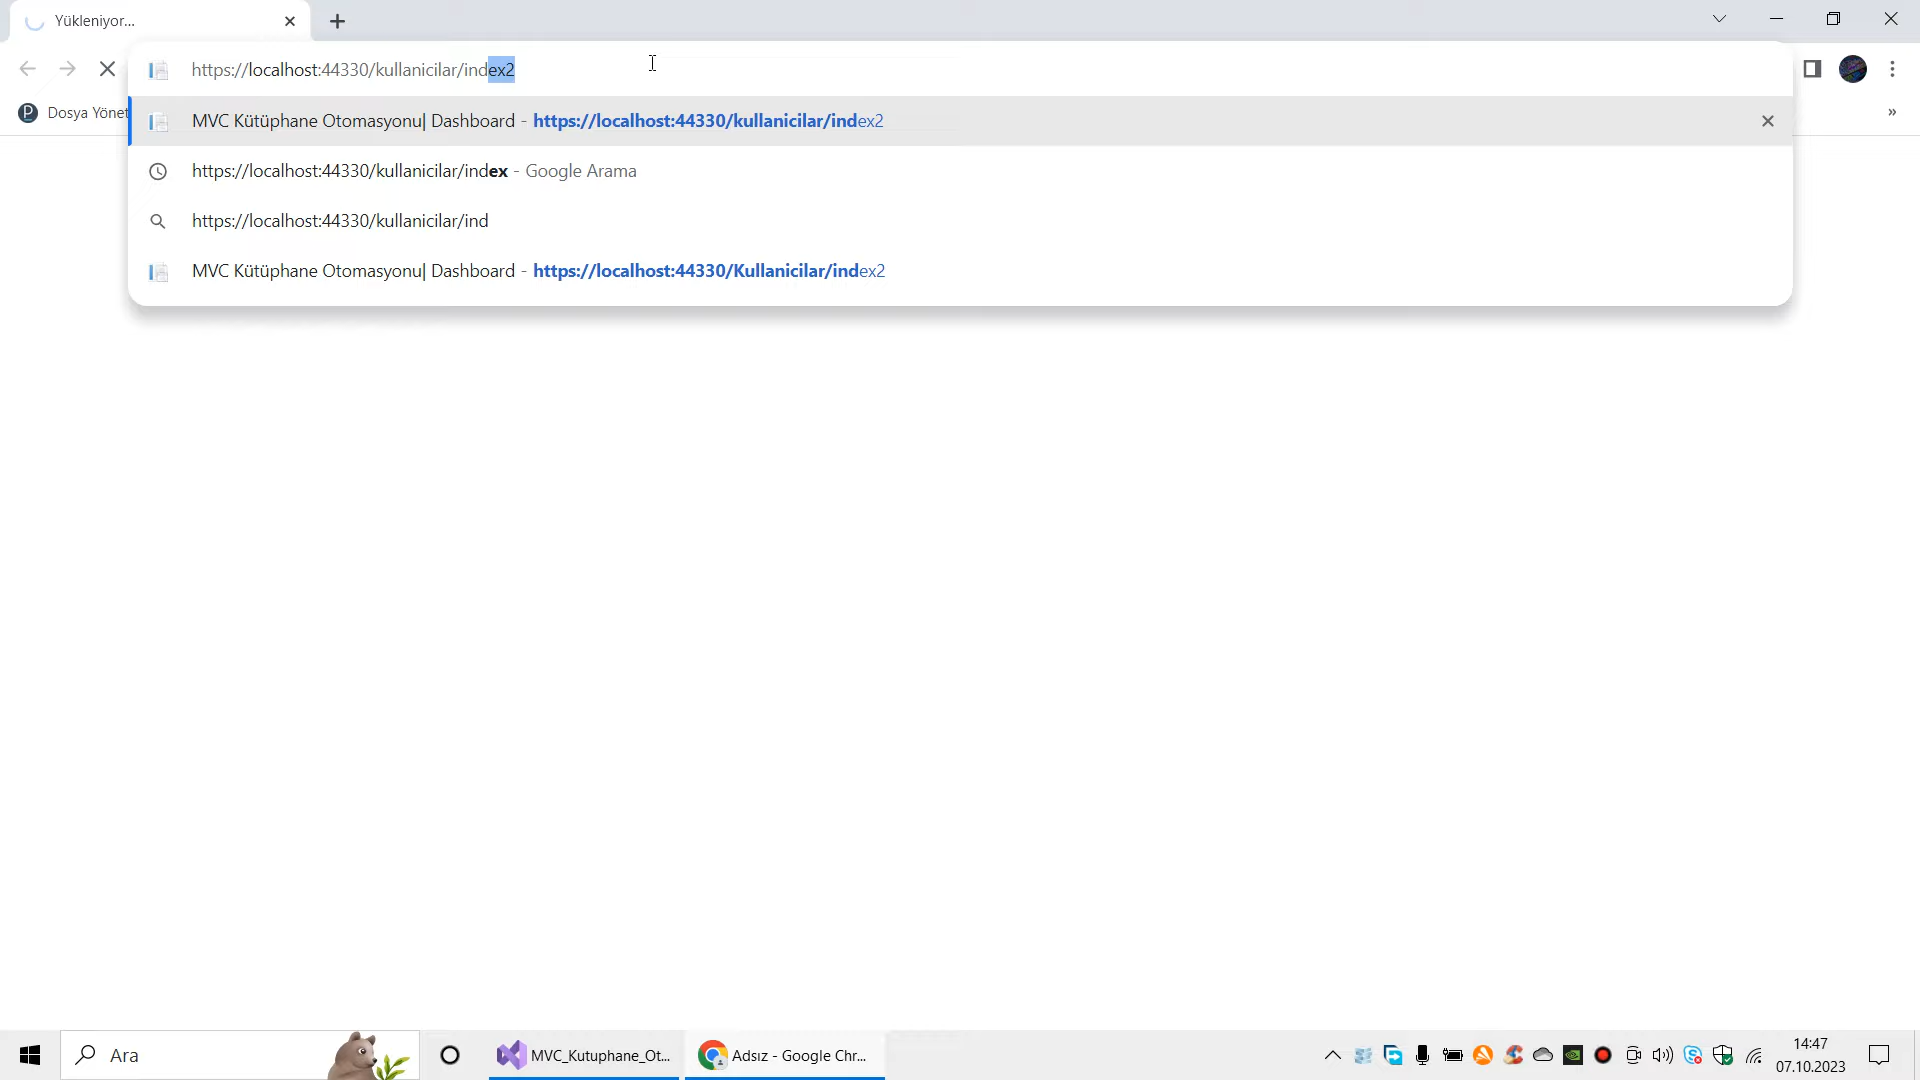 Yükleniyor...
https://localhost:44330/kullanicilar/index2
Dosya Yönet
MVC Kütüphane Otomasyonu| Dashboard - https://localhost:44330/kullanicilar/index2
https://localhost:44330/kullanicilar/index - Google Arama
https://localhost:44330/kullanicilar/ind
MVC Kütüphane Otomasyonu| Dashboard - https://localhost:44330/Kullanicilar/index2
Ara
MVC_Kutuphane_Ot...
Adsız - Google Chr...
14:47
07.10.2023